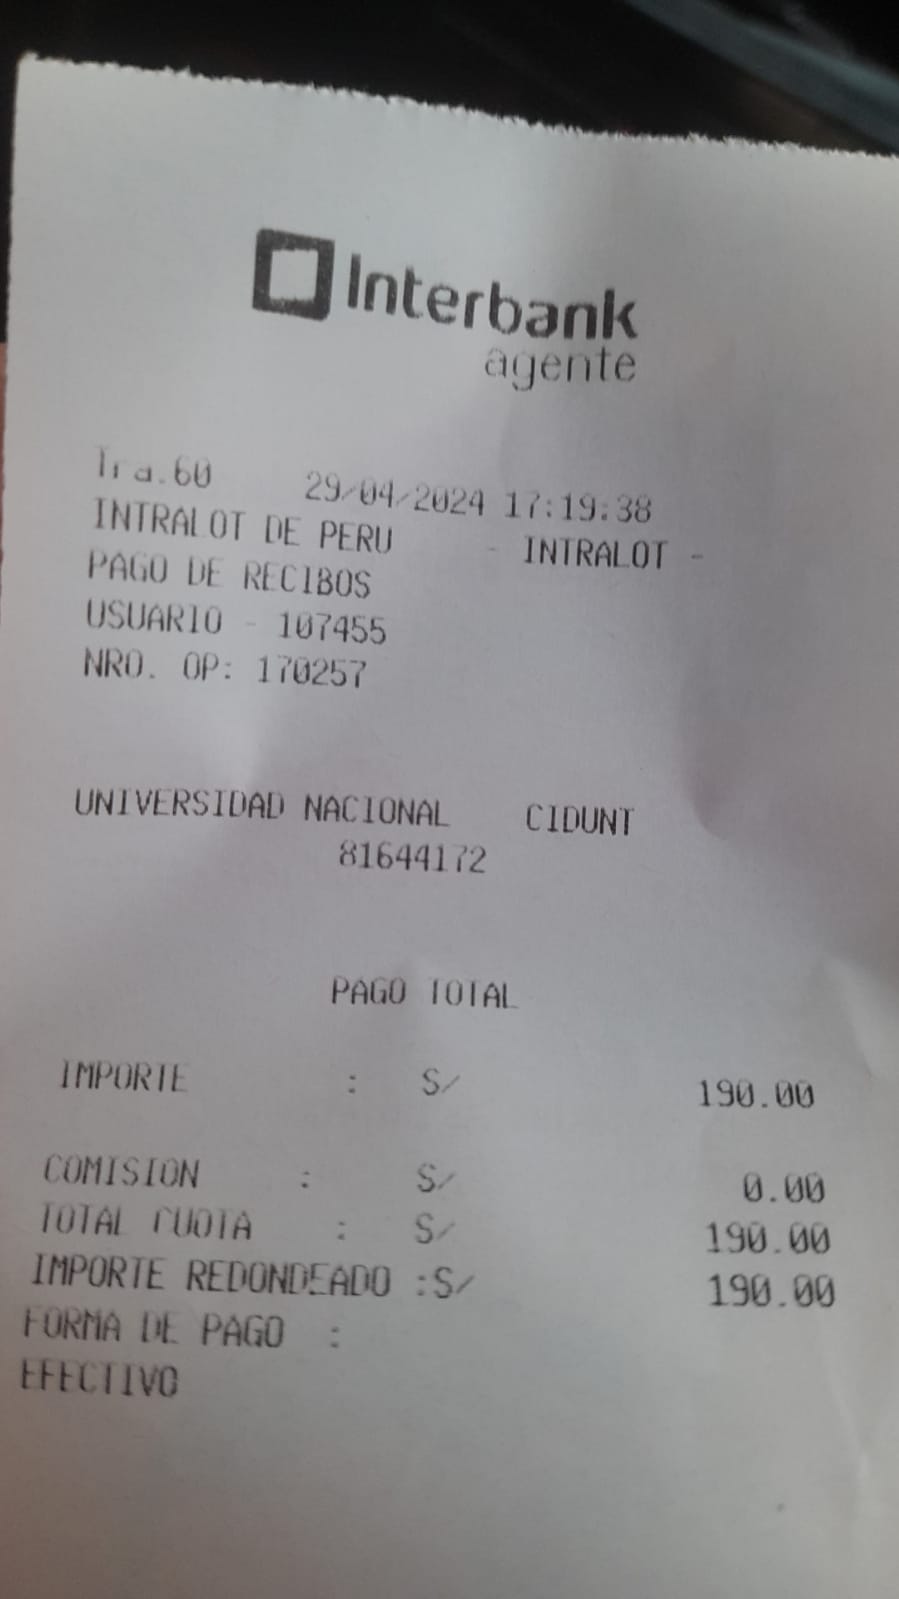 Interbank
agente
Tra.60 29/04/2024 17:19:38
INTRALOT DE PERU - INTRALOT -
PAGO DE RECIBOS
USUARIO - 107455
NRO. OP: 170257
UNIVERSIDAD NACIONAL CIDUNT
81644172
PAGO TOTAL
IMPORTE : S/ 190.00
COMISION : S/ 0.00
TOTAL CUOTA : S/ 190.00
IMPORTE REDONDEADO :S/ 190.00
FORMA DE PAGO :
EFECTIVO